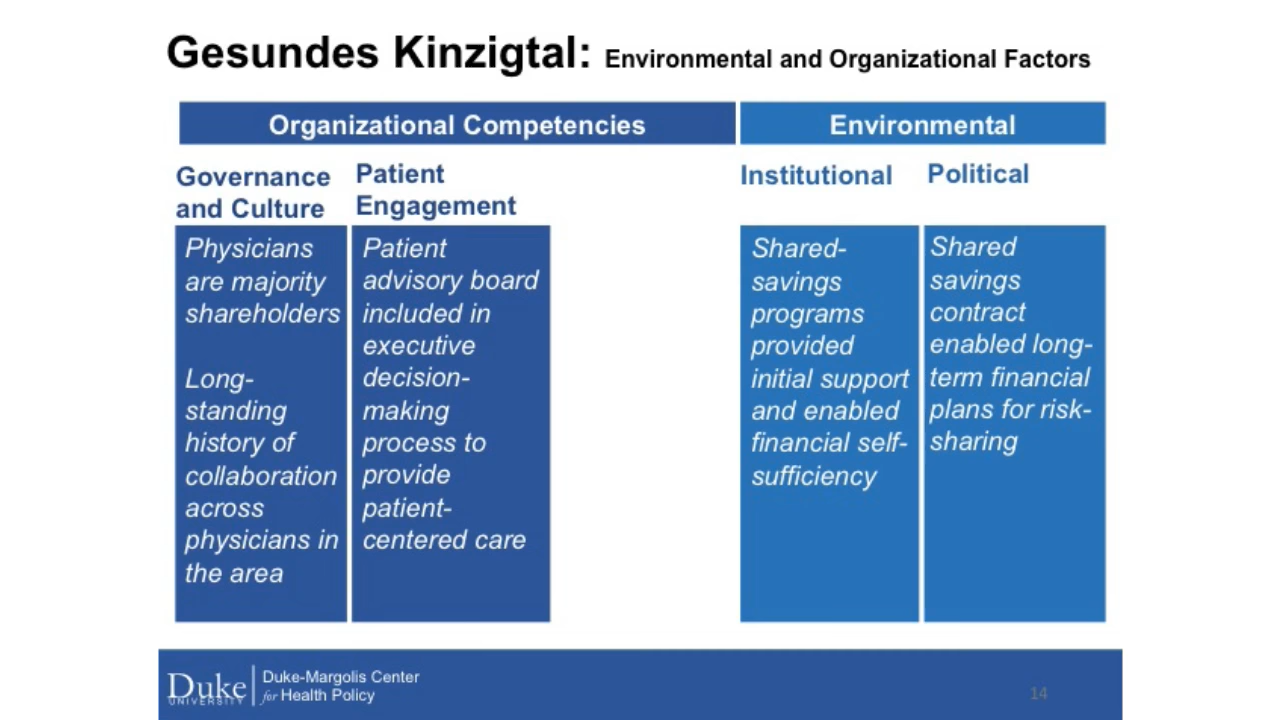 Gesundes Kinzigtal: Environmental and Organizational Factors
Organizational Competencies
Environmental
Governance
and Culture
Patient
Engagement
Institutional
Political
Physicians
are majority
shareholders
Long-
standing
history of
collaboration
across
physicians in
the area
Patient
advisory board
included in
executive
decision-
making
process to
provide
patient-
centered care
Shared-
savings
programs
provided
initial support
and enabled
financial self-
sufficiency
Shared
savings
contract
enabled long-
term financial
plans for risk-
sharing
Duke
UNIVERSITY
Duke-Margolis Center
for Health Policy
14